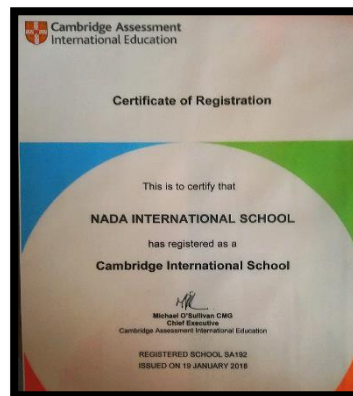 Cambridge Assessment
International Education
Certificate of Registration
This is to certify that
NADA INTERNATIONAL SCHOOL
has registered as a
Cambridge International School
Michael O'Sullivan CMG
Chief Executive
Cambridge Assessment International Education
REGISTERED SCHOOL SA192
ISSUED ON 19 JANUARY 2018